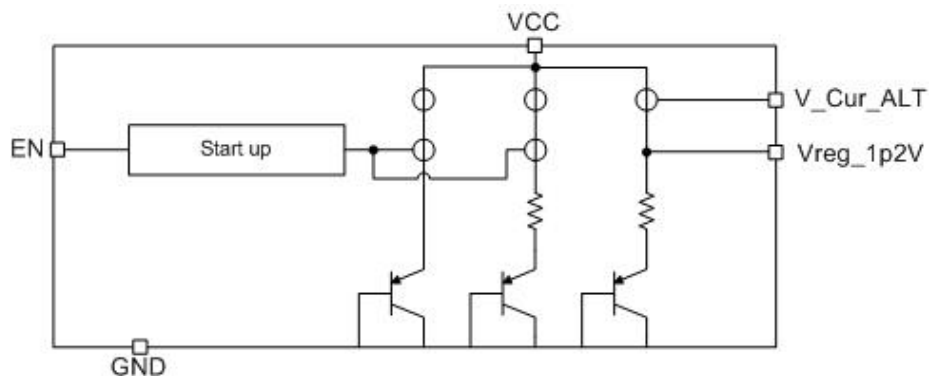 VCC
V_Cur_ALT
EN
Start up
Vreg_1p2V
GND